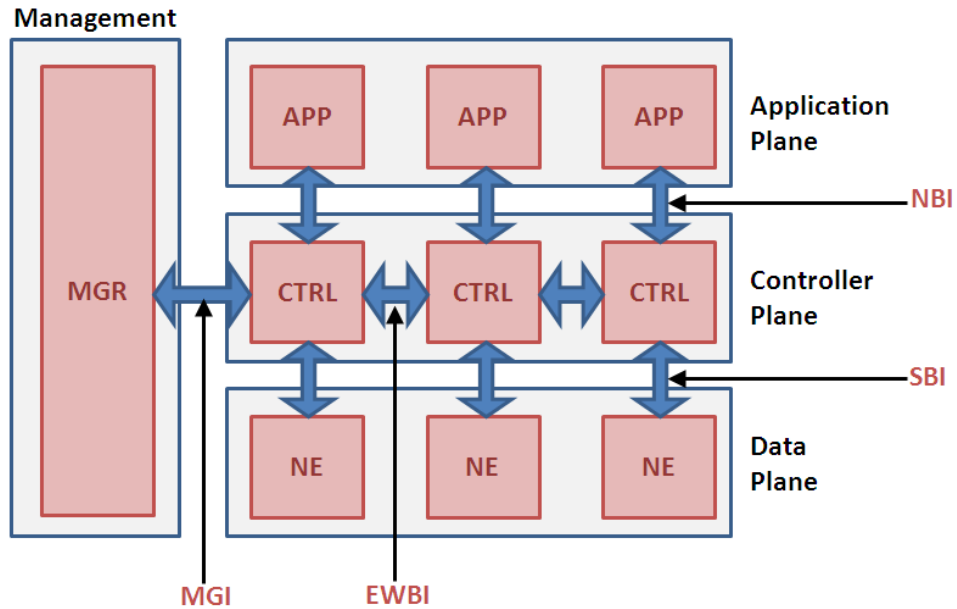 Management
APP
APP
APP
Application
Plane
NBI
MGR
CTRL
CTRL
CTRL
Controller
Plane
SBI
NE
NE
NE
Data
Plane
MGI
EWBI